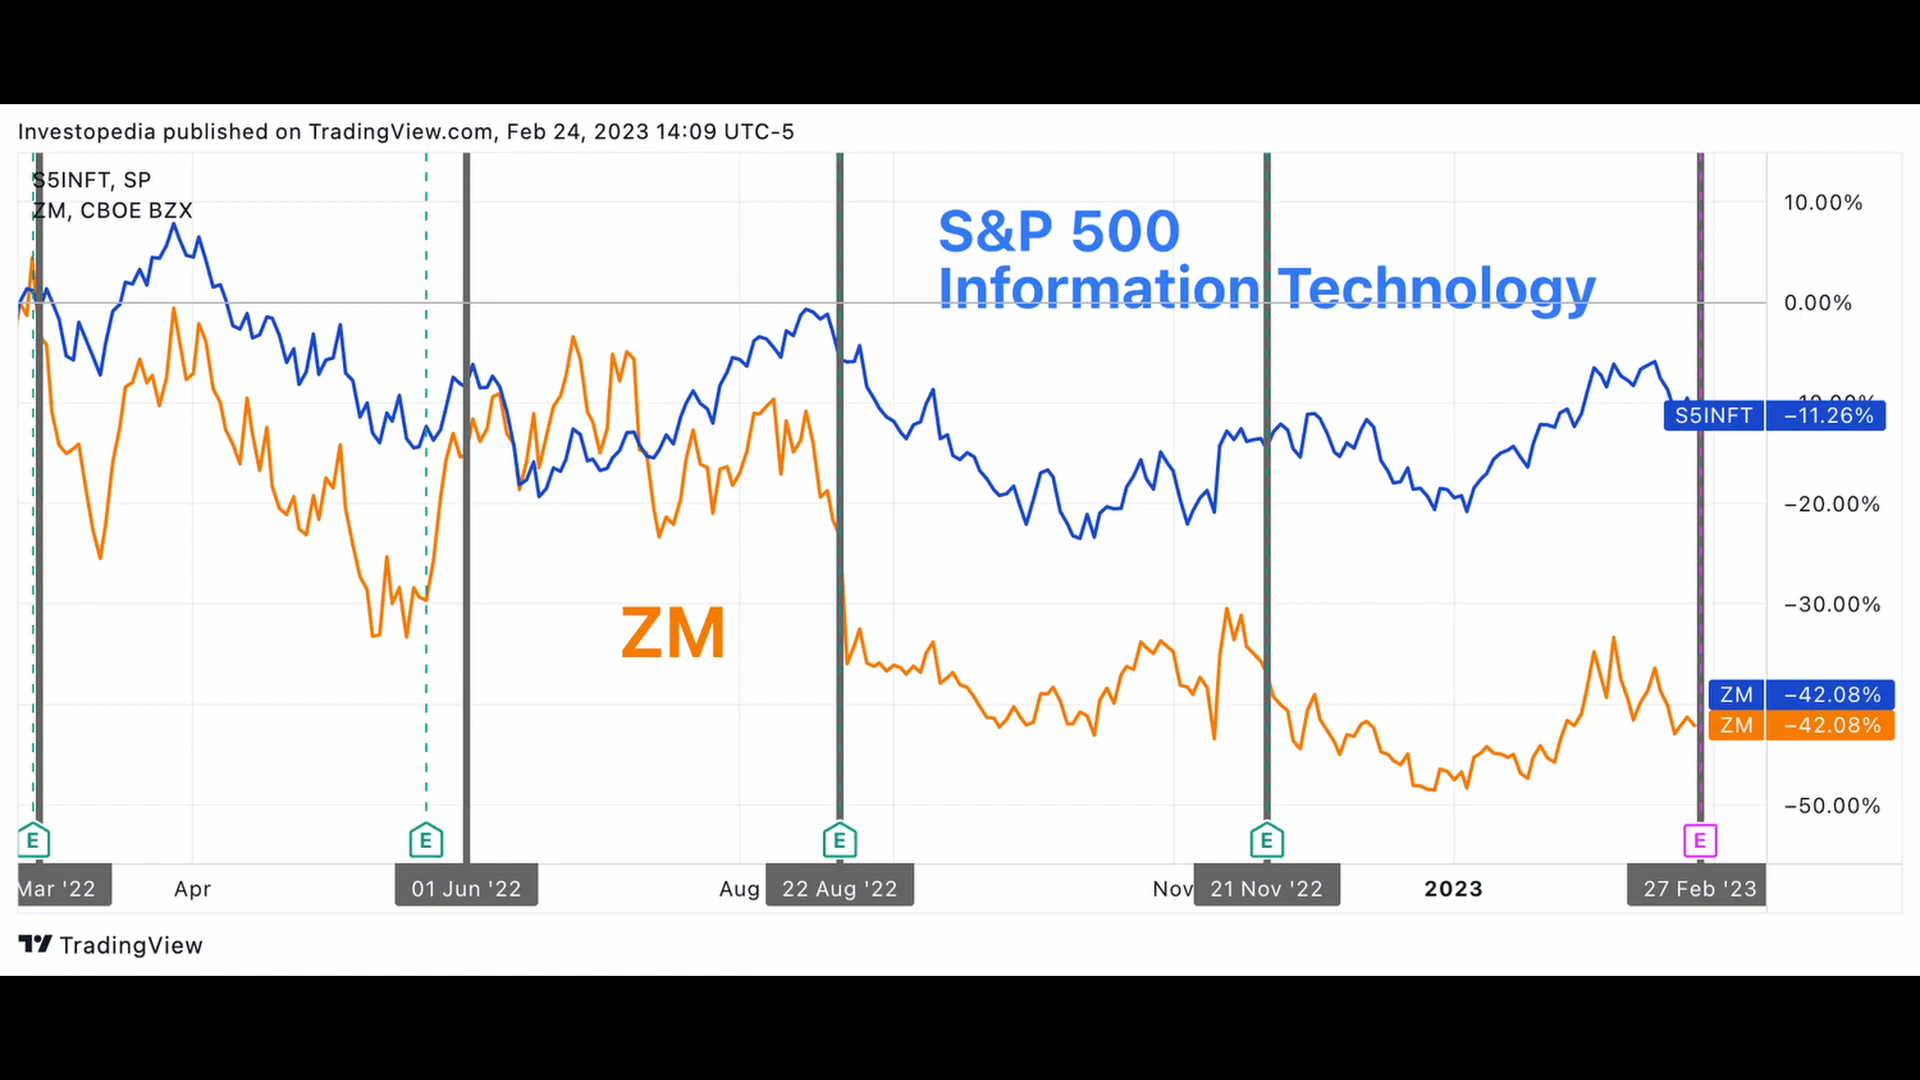 Investopedia published on TradingView.com, Feb 24, 2023 14:09 UTC-5
S5INFT, SP
ZM, CBOE BZX
S&P 500
Information Technology
ZM
10.00%
0.00%
S5INFT −11.26%
−20.00%
−30.00%
ZM −42.08%
ZM −42.08%
−50.00%
E E E E E
Mar '22 Apr 01 Jun '22 Aug 22 Aug '22 Nov 21 Nov '22 2023 27 Feb '23
TradingView